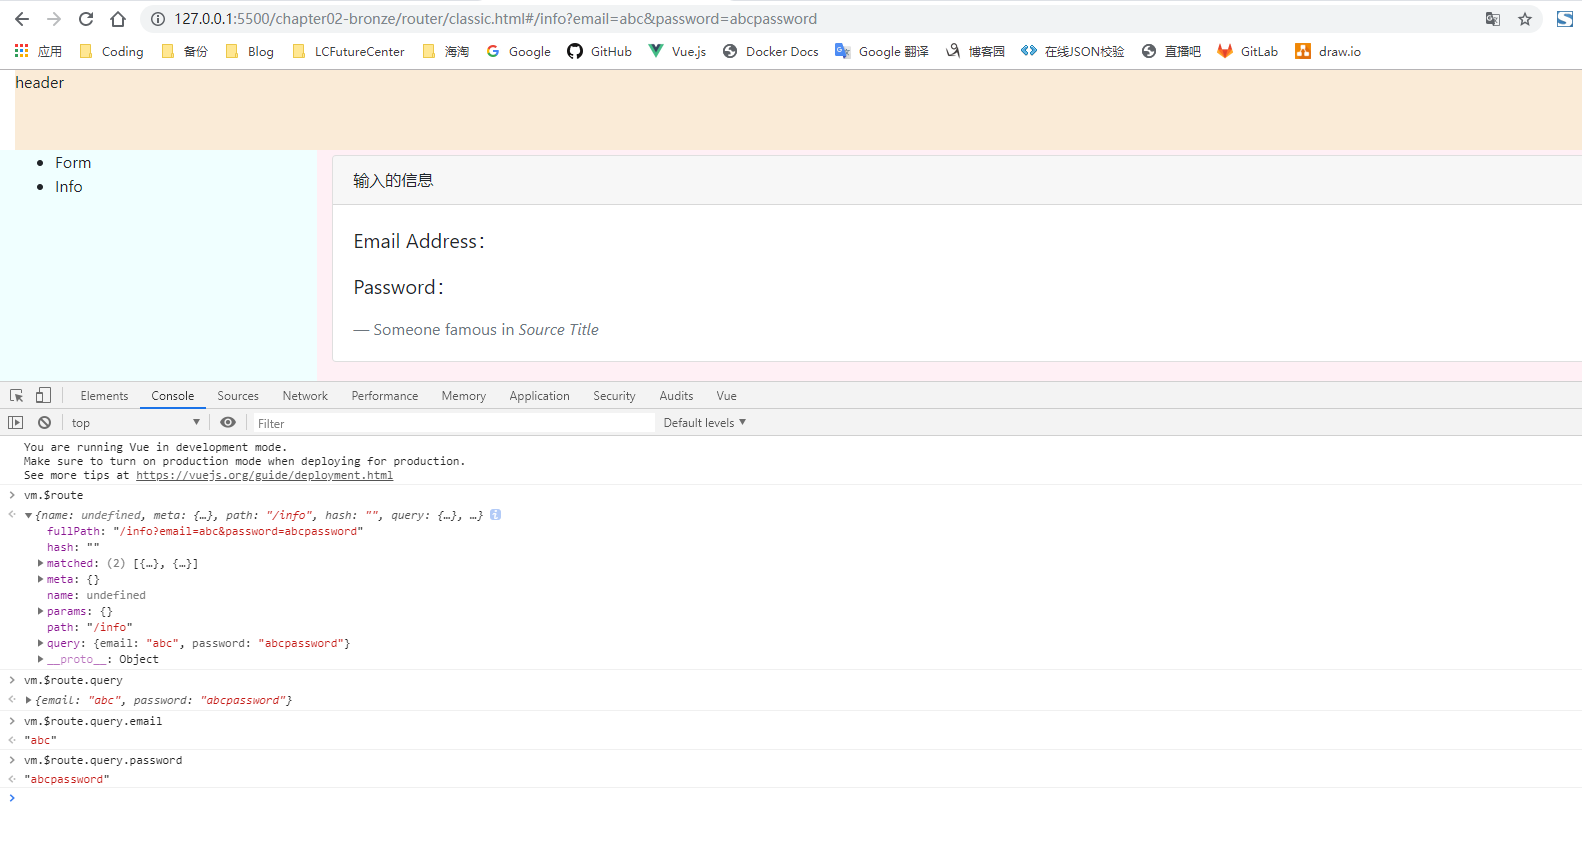 127.0.0.1:5500/chapter02-bronze/router/classic.html#/info?email=abc&password=abcpassword
应用 Coding 备份 Blog LCFutureCenter 海淘 Google GitHub Vue.js Docker Docs Google 翻译 博客园 在线JSON校验 直播吧 GitLab draw.io
header
Form
Info
输入的信息
Email Address：
Password：
— Someone famous in Source Title
Elements Console Sources Network Performance Memory Application Security Audits Vue
top Filter Default levels
You are running Vue in development mode.
Make sure to turn on production mode when deploying for production.
See more tips at https://vuejs.org/guide/deployment.html
vm.$route
{name: undefined, meta: {…}, path: "/info", hash: "", query: {…}, …}
fullPath: "/info?email=abc&password=abcpassword"
hash: ""
matched: (2) [{…}, {…}]
meta: {}
name: undefined
params: {}
path: "/info"
query: {email: "abc", password: "abcpassword"}
__proto__: Object
vm.$route.query
{email: "abc", password: "abcpassword"}
vm.$route.query.email
"abc"
vm.$route.query.password
"abcpassword"